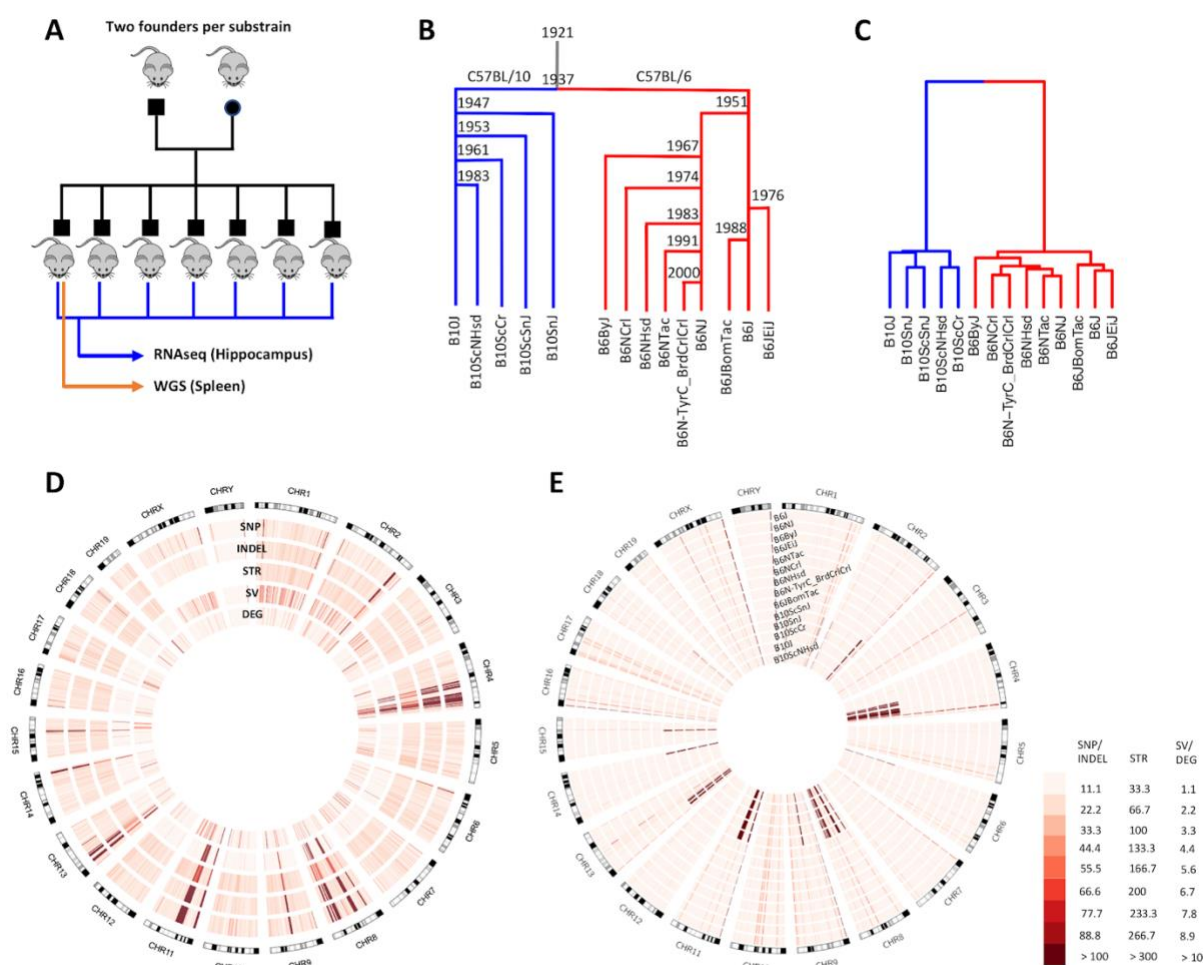 A
Two founders per substrain
RNAseq (Hippocampus)
WGS (Spleen)
B
1921
C57BL/10
1937
C57BL/6
1947
1951
1953
1961
1967
1983
1974
1976
1983
1988
1991
2000
B10J
B10ScNHsd
B10ScCr
B10ScSnJ
B10SnJ
B6ByJ
B6NCrl
B6NHsd
B6NTac
B6N-TyrC_BrdCrlCrl
B6NJ
B6JBomTac
B6J
B6JEiJ
C
B10J
B10SnJ
B10ScSnJ
B10ScNHsd
B10ScCr
B6ByJ
B6NCrl
B6N-TyrC_BrdCrlCrl
B6NHsd
B6NTac
B6NJ
B6JBomTac
B6J
B6JEiJ
D
CHR1
CHR2
CHR3
CHR4
CHR5
CHR6
CHR7
CHR8
CHR9
CHR11
CHR12
CHR13
CHR14
CHR15
CHR16
CHR17
CHR18
CHR19
CHRX
CHRY
SNP
INDEL
STR
SV
DEG
E
CHR1
CHR2
CHR3
CHR4
CHR5
CHR6
CHR7
CHR8
CHR9
CHR11
CHR12
CHR13
CHR14
CHR15
CHR16
CHR17
CHR18
CHR19
CHRX
CHRY
B6J
B6NJ
B6ByJ
B6JEiJ
B6NTac
B6NCrl
B6NHsd
B6N-TyrC_BrdCrlCrl
B6JBomTac
B10ScSnJ
B10SnJ
B10ScCr
B10J
B10ScNHsd
SNP/ INDEL STR SV/ DEG
11.1 33.3 1.1
22.2 66.7 2.2
33.3 100 3.3
44.4 133.3 4.4
55.5 166.7 5.6
66.6 200 6.7
77.7 233.3 7.8
88.8 266.7 8.9
> 100 > 300 > 10